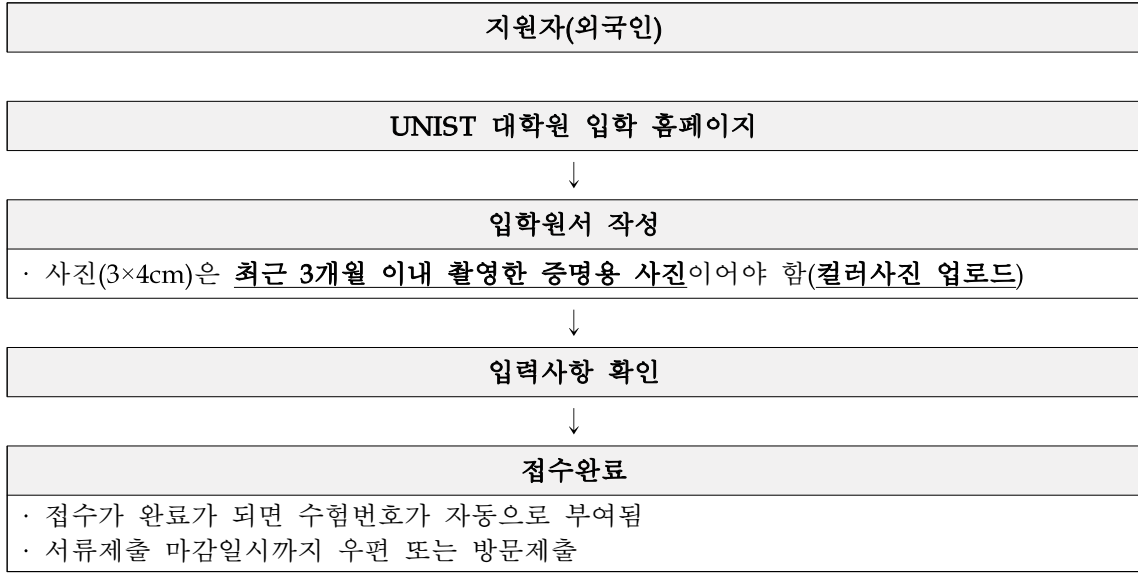 지원자(외국인)
UNIST 대학원 입학 홈페이지
↓
입학원서 작성
· 사진(3×4cm)은 최근 3개월 이내 촬영한 증명용 사진이어야 함(컬러사진 업로드)
↓
입력사항 확인
↓
접수완료
· 접수가 완료가 되면 수험번호가 자동으로 부여됨
· 서류제출 마감일시까지 우편 또는 방문제출